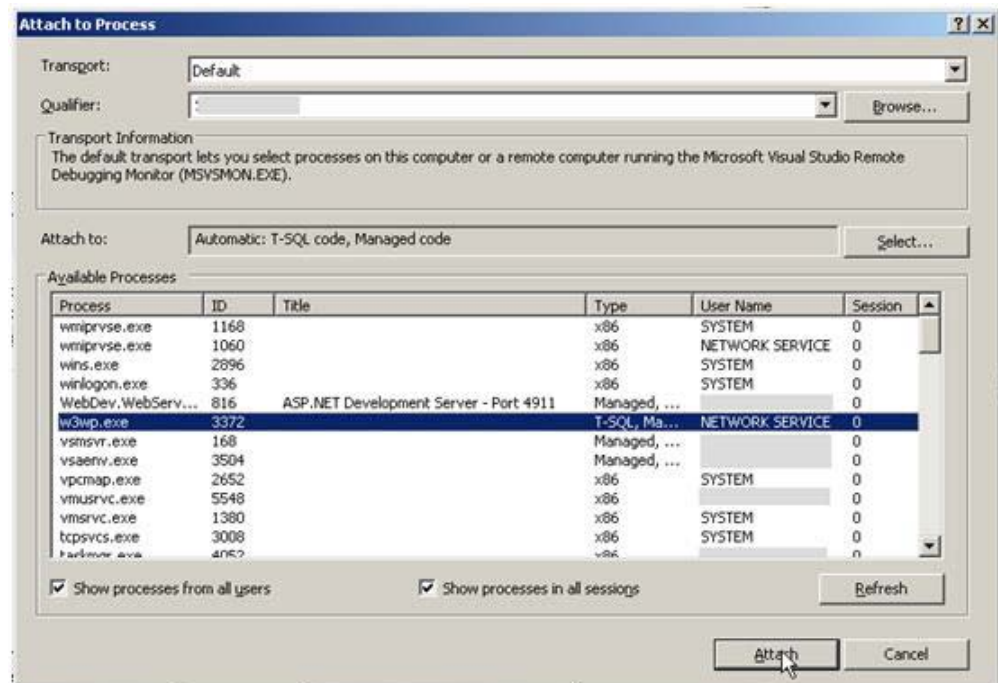 Attach to Process
Transport: Default
Qualifier: Browse...
Transport Information
The default transport lets you select processes on this computer or a remote computer running the Microsoft Visual Studio Remote
Debugging Monitor (MSVSMON.EXE).
Attach to: Automatic: T-SQL code, Managed code Select...
Available Processes
Process ID Title Type User Name Session
wmiprvse.exe 1168 x86 SYSTEM 0
wmiprvse.exe 1060 x86 NETWORK SERVICE 0
wins.exe 2896 x86 SYSTEM 0
winlogon.exe 336 x86 SYSTEM 0
WebDev.WebServ... 816 ASP.NET Development Server - Port 4911 Managed, ... 0
w3wp.exe 3372 T-SQL, Ma... NETWORK SERVICE 0
vsmsvr.exe 168 Managed, ... 0
vsaenv.exe 3504 Managed, ... 0
vpcmap.exe 2652 x86 SYSTEM 0
vmusrvc.exe 5548 x86 0
vmsrvc.exe 1380 x86 SYSTEM 0
tcpsvcs.exe 3008 x86 SYSTEM 0
taskmgr.exe 4052 x86 0
Show processes from all users Show processes in all sessions Refresh
Attach Cancel